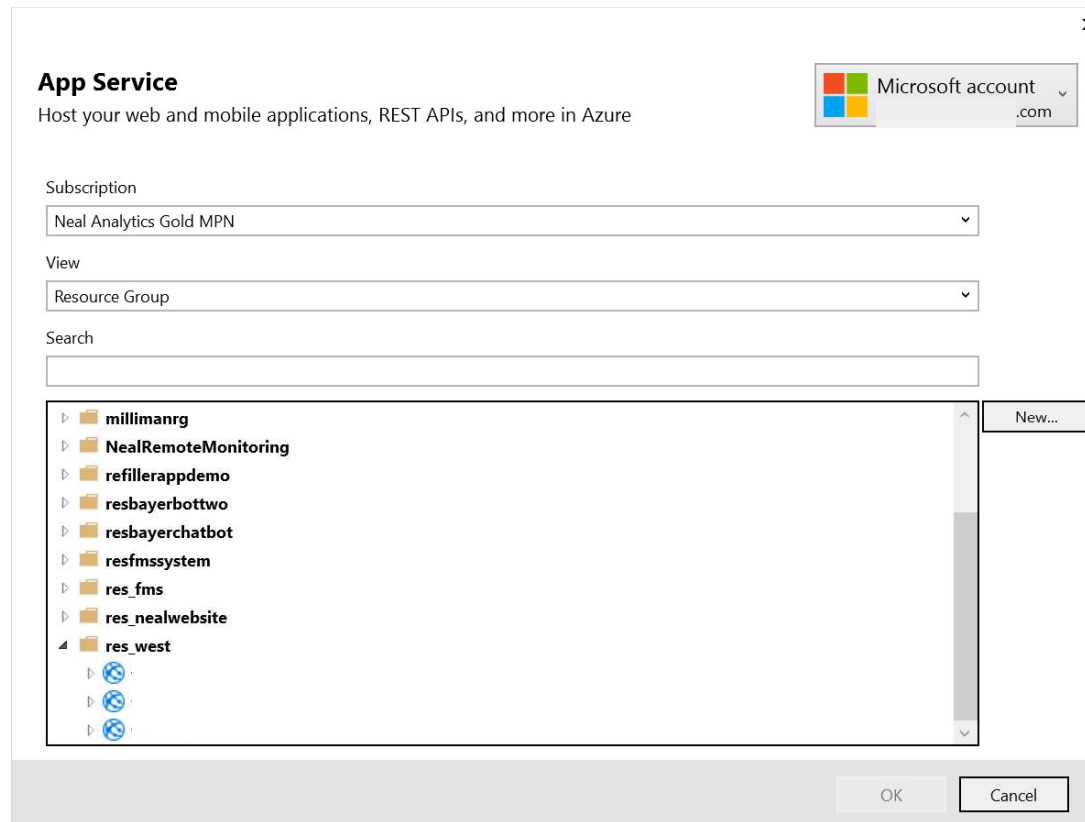 App Service
Host your web and mobile applications, REST APIs, and more in Azure
Microsoft account
.com
Subscription
Neal Analytics Gold MPN
View
Resource Group
Search
New...
millimanrg
NealRemoteMonitoring
refillerappdemo
resbayerbottwo
resbayerchatbot
resfmssystem
res_fms
res_nealwebsite
res_west
OK
Cancel